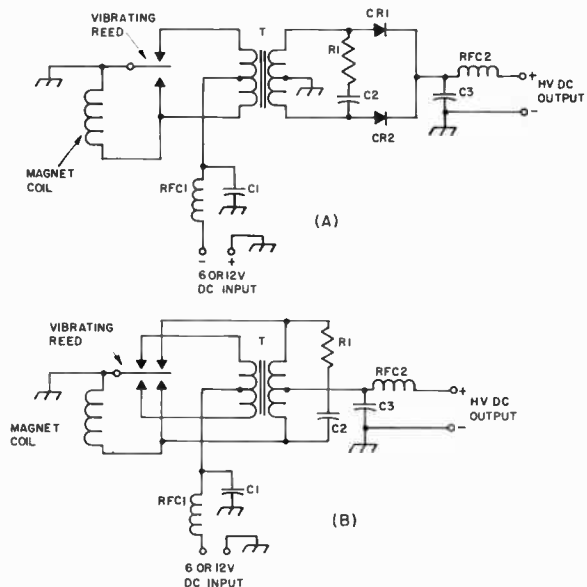 VIBRATING
REED
T
CR1
R1
C2
CR2
RFC2
+
C3
HV DC
OUTPUT
-
MAGNET
COIL
RFC1
C1
(A)
- +
6 OR 12V
DC INPUT
VIBRATING
REED
T
R1
RFC2
+
C3
HV DC
OUTPUT
-
C2
MAGNET
COIL
RFC1
C1
(B)
6 OR 12V
DC INPUT